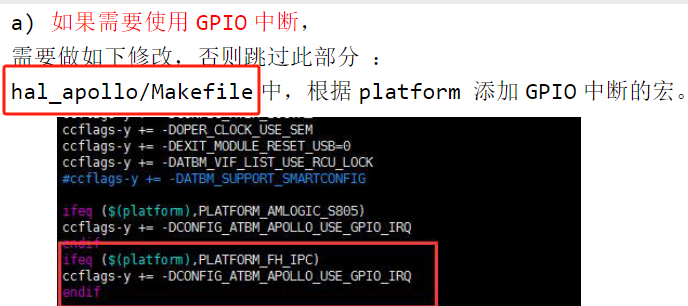 a) 如果需要使用 GPIO 中断，
需要做如下修改，否则跳过此部分 ：
hal_apollo/Makefile 中，根据 platform 添加 GPIO 中断的宏。
ccflags-y += -DOPER_CLOCK_USE_SEM
ccflags-y += -DEXIT_MODULE_RESET_USB=0
ccflags-y += -DATBM_VIF_LIST_USE_RCU_LOCK
#ccflags-y += -DATBM_SUPPORT_SMARTCONFIG
ifeq ($(platform),PLATFORM_AMLOGIC_S805)
ccflags-y += -DCONFIG_ATBM_APOLLO_USE_GPIO_IRQ
endif
ifeq ($(platform),PLATFORM_FH_IPC)
ccflags-y += -DCONFIG_ATBM_APOLLO_USE_GPIO_IRQ
endif